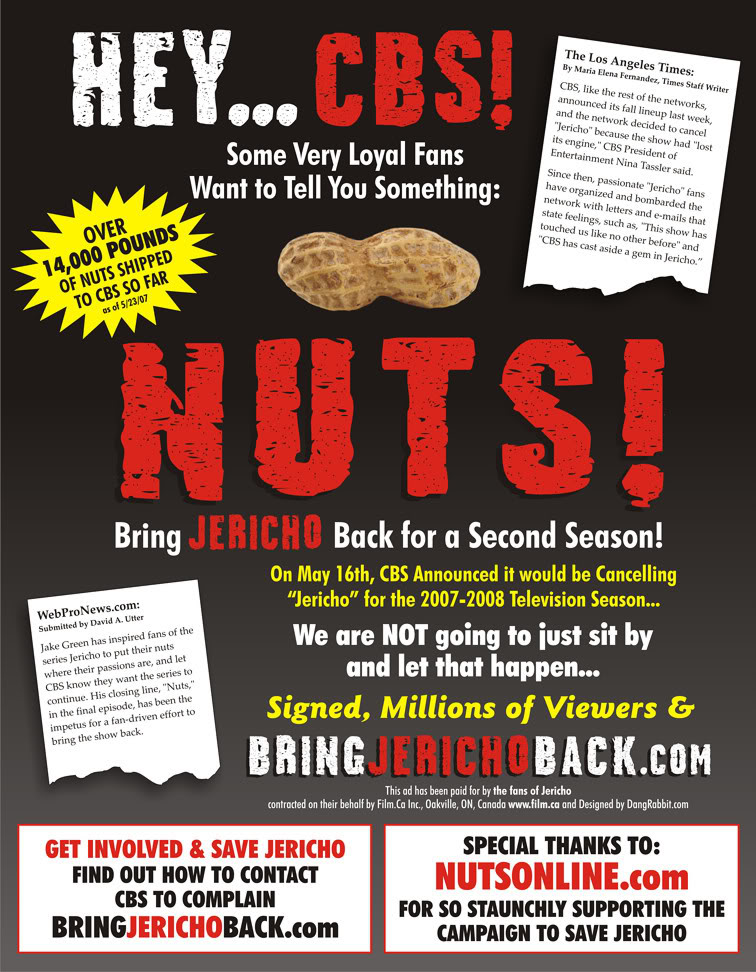 HEY... CBS!
Some Very Loyal Fans
Want to Tell You Something:
The Los Angeles Times:
By Maria Elena Fernandez, Times Staff Writer
CBS, like the rest of the networks,
announced its fall lineup last week,
and the network decided to cancel
"Jericho" because the show had "lost
its engine," CBS President of
Entertainment Nina Tassler said.
Since then, passionate "Jericho" fans
have organized and bombarded the
network with letters and e-mails that
state feelings, such as, "This show has
touched us like no other before" and
"CBS has cast aside a gem in Jericho."
OVER
14,000 POUNDS
OF NUTS SHIPPED
TO CBS SO FAR
as of 5/23/07
NUTS!
Bring JERICHO Back for a Second Season!
On May 16th, CBS Announced it would be Cancelling
“Jericho” for the 2007-2008 Television Season...
We are NOT going to just sit by
and let that happen...
WebProNews.com:
Submitted by David A. Utter
Jake Green has inspired fans of the
series Jericho to put their nuts
where their passions are, and let
CBS know they want the series to
continue. His closing line, "Nuts,"
in the final episode, has been the
impetus for a fan-driven effort to
bring the show back.
Signed, Millions of Viewers &
BRINGJERICHOBACK.COM
This ad has been paid for by the fans of Jericho
contracted on their behalf by Film.Ca Inc., Oakville, ON, Canada www.film.ca and Designed by DangRabbit.com
GET INVOLVED & SAVE JERICHO
FIND OUT HOW TO CONTACT
CBS TO COMPLAIN
BRINGJERICHOBACK.com
SPECIAL THANKS TO:
NUTSONLINE.com
FOR SO STAUNCHLY SUPPORTING THE
CAMPAIGN TO SAVE JERICHO